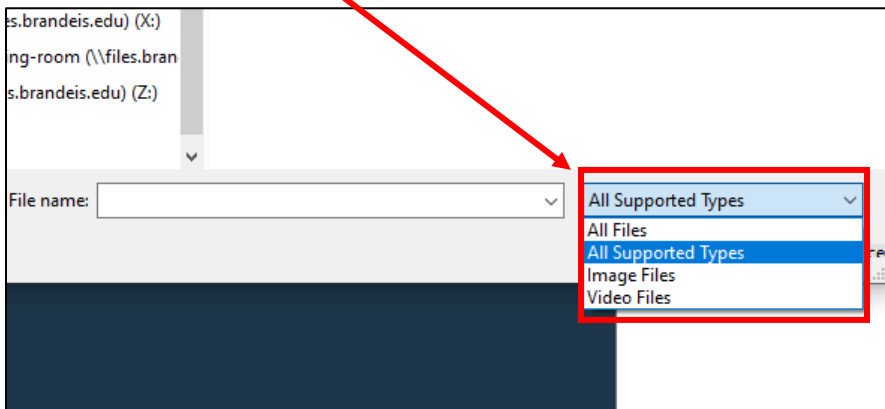 es.brandeis.edu) (X:)
ng-room (\\files.bran
s.brandeis.edu) (Z:)
File name:
All Supported Types
All Files
All Supported Types
Image Files
Video Files